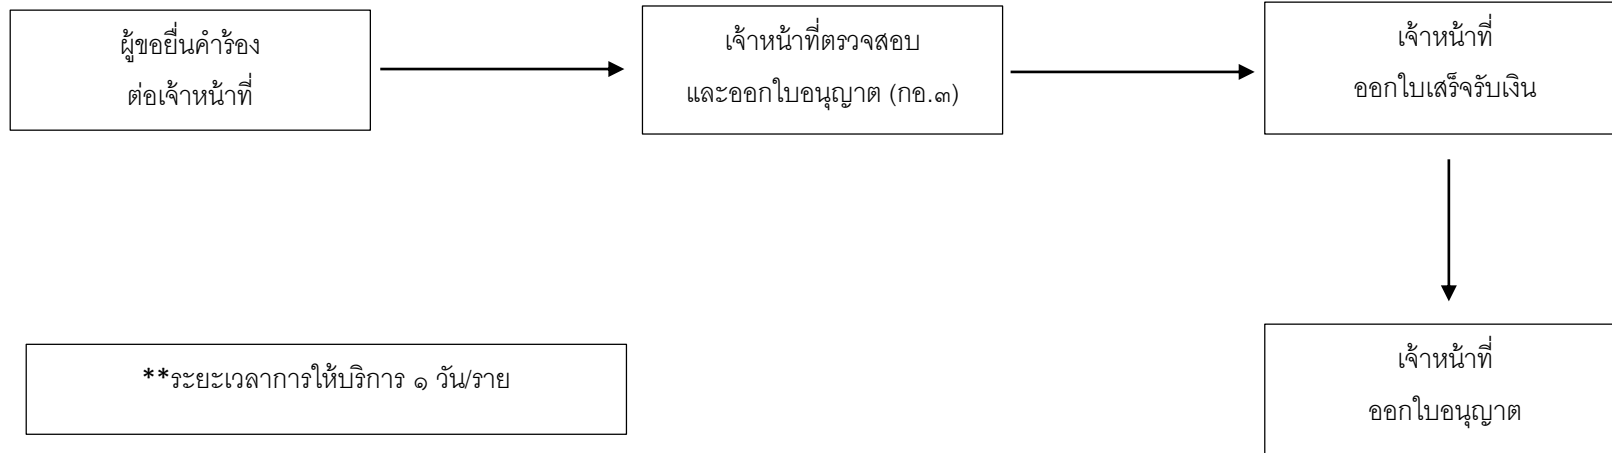 ผู้ขอยื่นคำร้อง
ต่อเจ้าหน้าที่
เจ้าหน้าที่ตรวจสอบ
และออกใบอนุญาต (กอ.๓)
เจ้าหน้าที่
ออกใบเสร็จรับเงิน
เจ้าหน้าที่
ออกใบอนุญาต
**ระยะเวลาการให้บริการ ๑ วัน/ราย